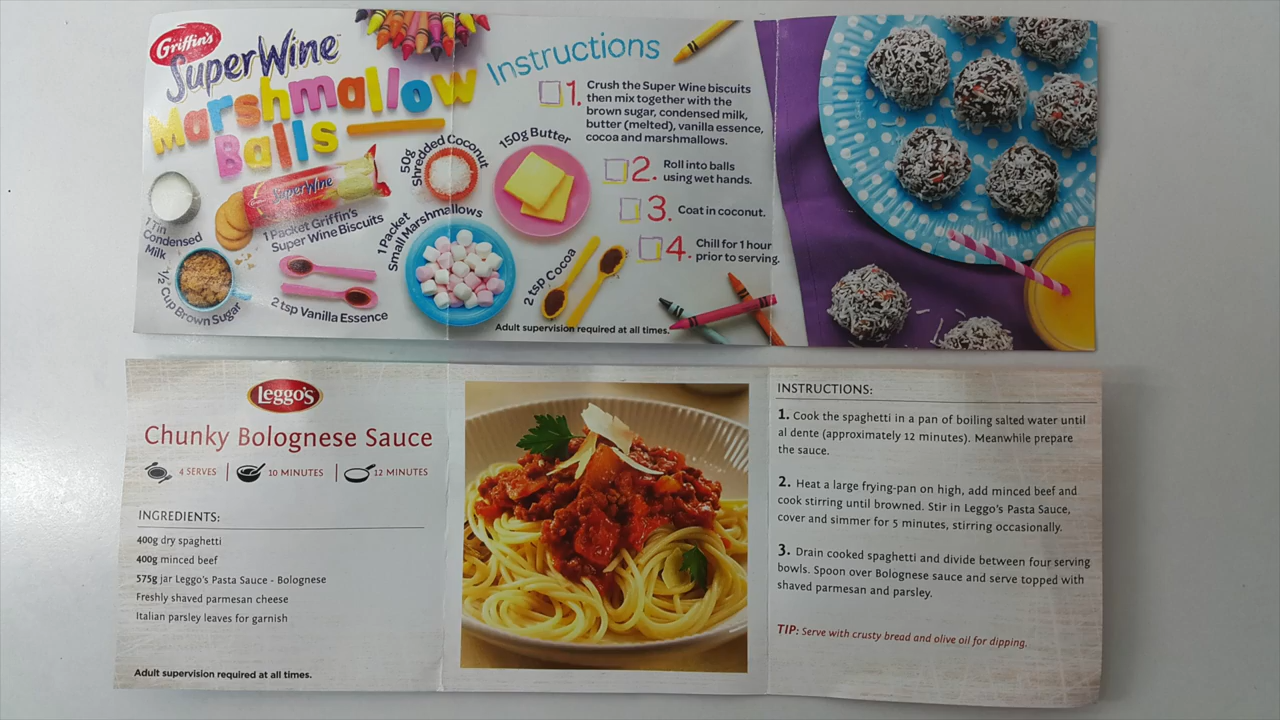 Griffin's
SuperWine
Marshmallow
Balls
1 Tin
Condensed
Milk
Griffin's
SuperWine
1 Packet Griffin's
Super Wine Biscuits
1/2 Cup Brown Sugar
2 tsp Vanilla Essence
50g
Shredded Coconut
1 Packet
Small Marshmallows
150g Butter
2 tsp Cocoa
Instructions
1. Crush the Super Wine biscuits
then mix together with the
brown sugar, condensed milk,
butter (melted), vanilla essence,
cocoa and marshmallows.
2. Roll into balls
using wet hands.
3. Coat in coconut.
4. Chill for 1 hour
prior to serving.
Adult supervision required at all times.
Leggo's
Chunky Bolognese Sauce
4 SERVES | 10 MINUTES | 12 MINUTES
INGREDIENTS:
400g dry spaghetti
400g minced beef
575g jar Leggo's Pasta Sauce - Bolognese
Freshly shaved parmesan cheese
Italian parsley leaves for garnish
Adult supervision required at all times.
INSTRUCTIONS:
1. Cook the spaghetti in a pan of boiling salted water until
al dente (approximately 12 minutes). Meanwhile prepare
the sauce.
2. Heat a large frying-pan on high, add minced beef and
cook stirring until browned. Stir in Leggo's Pasta Sauce,
cover and simmer for 5 minutes, stirring occasionally.
3. Drain cooked spaghetti and divide between four serving
bowls. Spoon over Bolognese sauce and serve topped with
shaved parmesan and parsley.
TIP: Serve with crusty bread and olive oil for dipping.